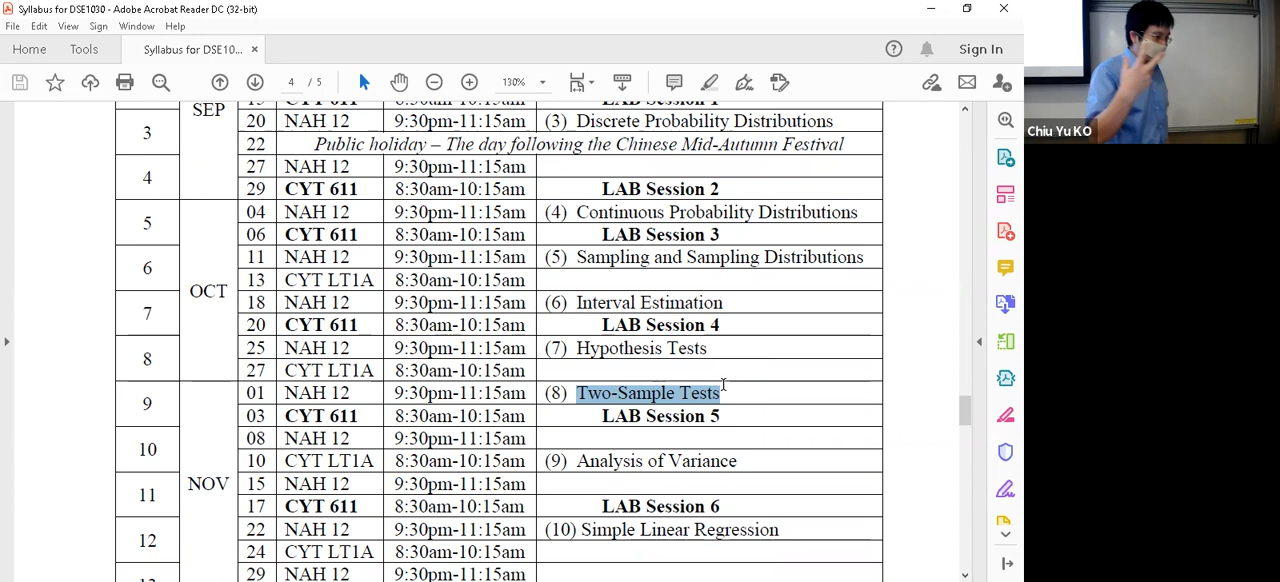 Syllabus for DSE1030 - Adobe Acrobat Reader DC (32-bit)
File Edit View Sign Window Help
Home Tools Syllabus for DSE10... × Sign In
4 / 5 130%
SEP CYT 611 8:30am-10:15am LAB Session 1
3 20 NAH 12 9:30pm-11:15am (3) Discrete Probability Distributions
22 Public holiday – The day following the Chinese Mid-Autumn Festival
4 27 NAH 12 9:30pm-11:15am
29 CYT 611 8:30am-10:15am LAB Session 2
5 04 NAH 12 9:30pm-11:15am (4) Continuous Probability Distributions
06 CYT 611 8:30am-10:15am LAB Session 3
6 11 NAH 12 9:30pm-11:15am (5) Sampling and Sampling Distributions
OCT 13 CYT LT1A 8:30am-10:15am
7 18 NAH 12 9:30pm-11:15am (6) Interval Estimation
20 CYT 611 8:30am-10:15am LAB Session 4
8 25 NAH 12 9:30pm-11:15am (7) Hypothesis Tests
27 CYT LT1A 8:30am-10:15am
9 01 NAH 12 9:30pm-11:15am (8) Two-Sample Tests
03 CYT 611 8:30am-10:15am LAB Session 5
10 08 NAH 12 9:30pm-11:15am
10 CYT LT1A 8:30am-10:15am (9) Analysis of Variance
11 NOV 15 NAH 12 9:30pm-11:15am
17 CYT 611 8:30am-10:15am LAB Session 6
12 22 NAH 12 9:30pm-11:15am (10) Simple Linear Regression
24 CYT LT1A 8:30am-10:15am
29 NAH 12 9:30pm-11:15am
Chiu Yu KO